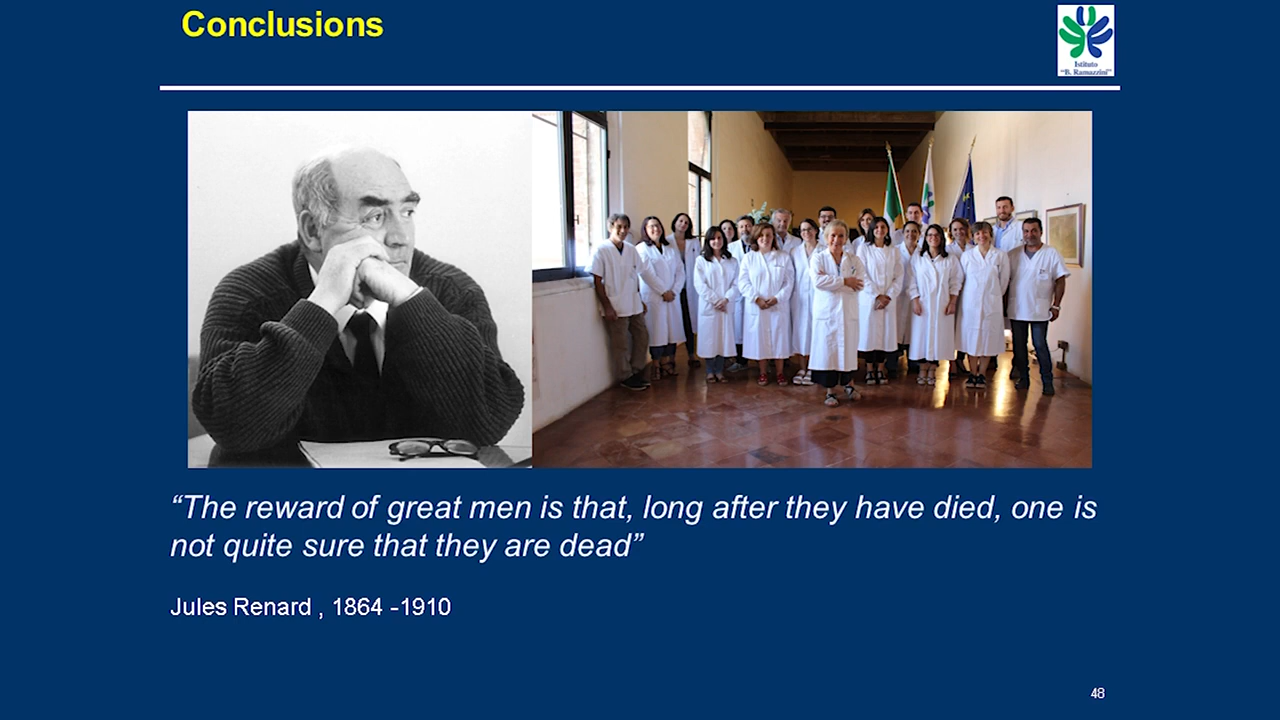 Conclusions
Istituto
"B. Ramazzini"
“The reward of great men is that, long after they have died, one is
not quite sure that they are dead”
Jules Renard , 1864 -1910
48